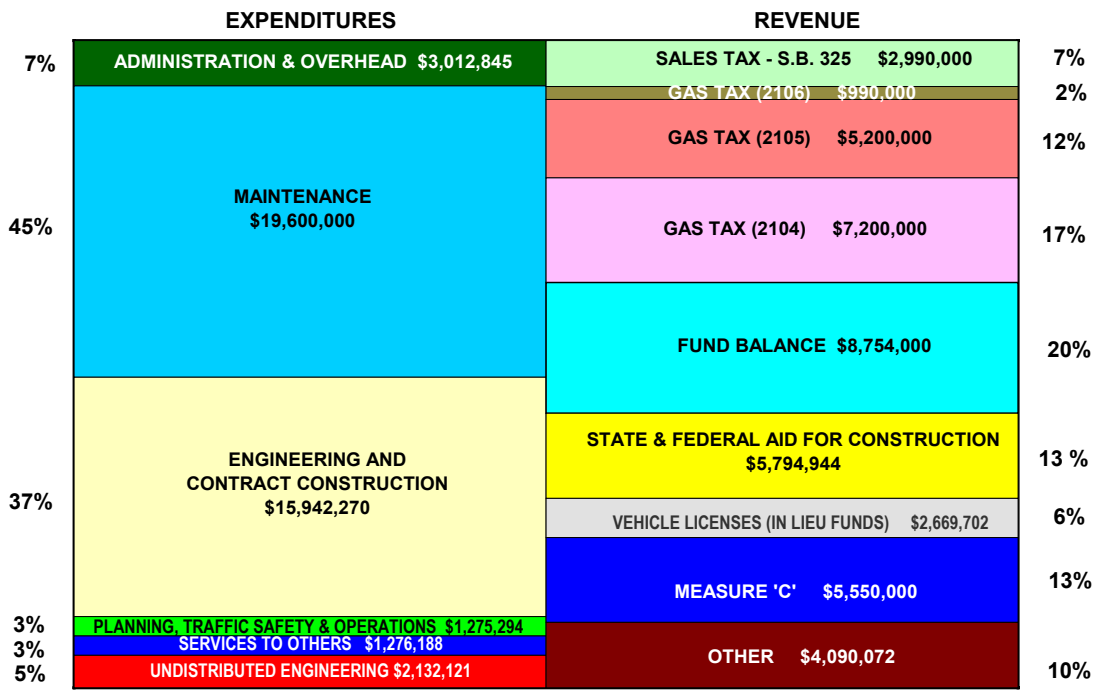 EXPENDITURES
REVENUE
7%
ADMINISTRATION & OVERHEAD $3,012,845
45%
MAINTENANCE
$19,600,000
37%
ENGINEERING AND
CONTRACT CONSTRUCTION
$15,942,270
3%
PLANNING, TRAFFIC SAFETY & OPERATIONS $1,275,294
3%
SERVICES TO OTHERS $1,276,188
5%
UNDISTRIBUTED ENGINEERING $2,132,121
SALES TAX - S.B. 325 $2,990,000
7%
GAS TAX (2106) $990,000
2%
GAS TAX (2105) $5,200,000
12%
GAS TAX (2104) $7,200,000
17%
FUND BALANCE $8,754,000
20%
STATE & FEDERAL AID FOR CONSTRUCTION
$5,794,944
13 %
VEHICLE LICENSES (IN LIEU FUNDS) $2,669,702
6%
MEASURE 'C' $5,550,000
13%
OTHER $4,090,072
10%